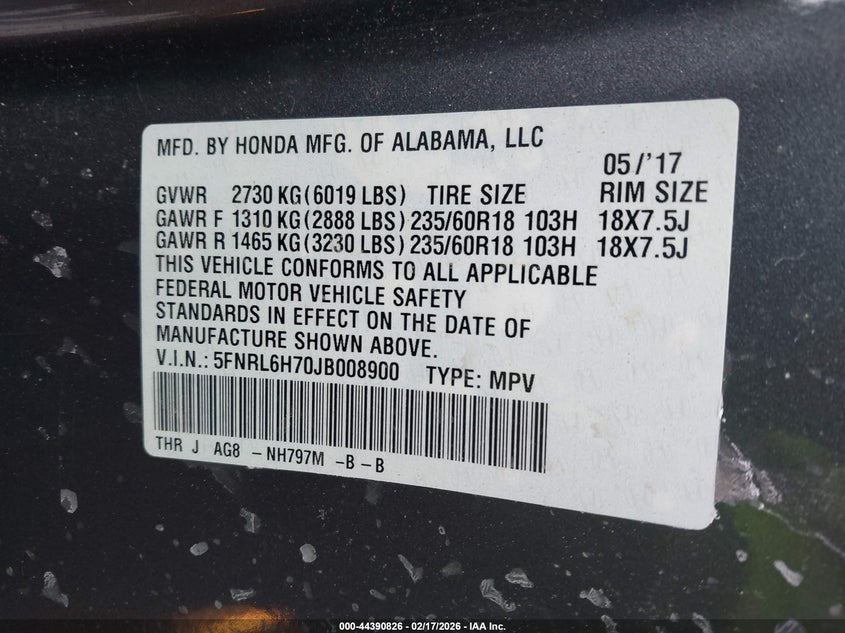 MFD. BY HONDA MFG. OF ALABAMA, LLC
05/'17
GVWR 2730 KG(6019 LBS) TIRE SIZE RIM SIZE
GAWR F 1310 KG(2888 LBS) 235/60R18 103H 18X7.5J
GAWR R 1465 KG(3230 LBS) 235/60R18 103H 18X7.5J
THIS VEHICLE CONFORMS TO ALL APPLICABLE
FEDERAL MOTOR VEHICLE SAFETY
STANDARDS IN EFFECT ON THE DATE OF
MANUFACTURE SHOWN ABOVE.
V.I.N.: 5FNRL6H70JB008900 TYPE: MPV
THR J AG8 - NH797M -B-B
000-44390826 - 02/17/2026 - IAA Inc.